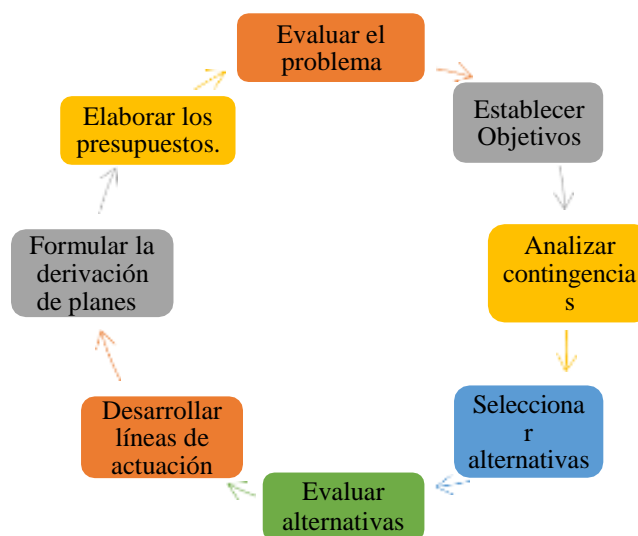 Evaluar el
problema
Establecer
Objetivos
Analizar
contingencia
s
Selecciona
r
alternativas
Evaluar
alternativas
Desarrollar
líneas de
actuación
Formular la
derivación
de planes
Elaborar los
presupuestos.